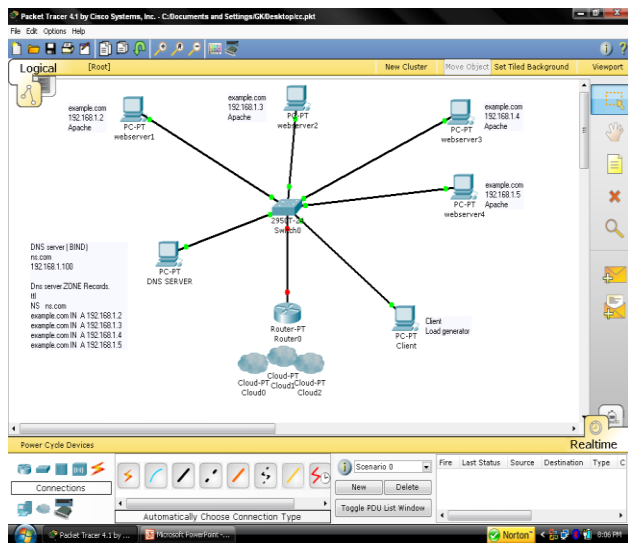 Packet Tracer 4.1 by Cisco Systems, Inc. - C:Documents and Settings\GK\Desktop\cc.pkt
File Edit Options Help
Logical
[Root]
New Cluster
Move Object
Set Tiled Background
Viewport
example.com
192.168.1.2
Apache
PC-PT
webserver1
example.com
192.168.1.3
Apache
PC-PT
webserver2
example.com
192.168.1.4
Apache
PC-PT
webserver3
example.com
192.168.1.5
Apache
PC-PT
webserver4
2950T-24
Switch0
DNS server ( BIND)
ns.com
192.168.1.100
Dns server.ZONE Records.
ttl
NS ns.com
example.com IN A 192.168.1.2
example.com IN A 192.168.1.3
example.com IN A 192.168.1.4
example.com IN A 192.168.1.5
PC-PT
DNS SERVER
Router-PT
Router0
Client
Load generator
PC-PT
Client
Cloud-PT
Cloud0
Cloud-PT
Cloud1
Cloud-PT
Cloud2
Power Cycle Devices
Realtime
Connections
Automatically Choose Connection Type
Scenario 0
New
Delete
Toggle PDU List Window
Fire Last Status Source Destination Type C
Packet Tracer 4.1 by ...
Microsoft PowerPoint -...
Norton™
8:06 PM